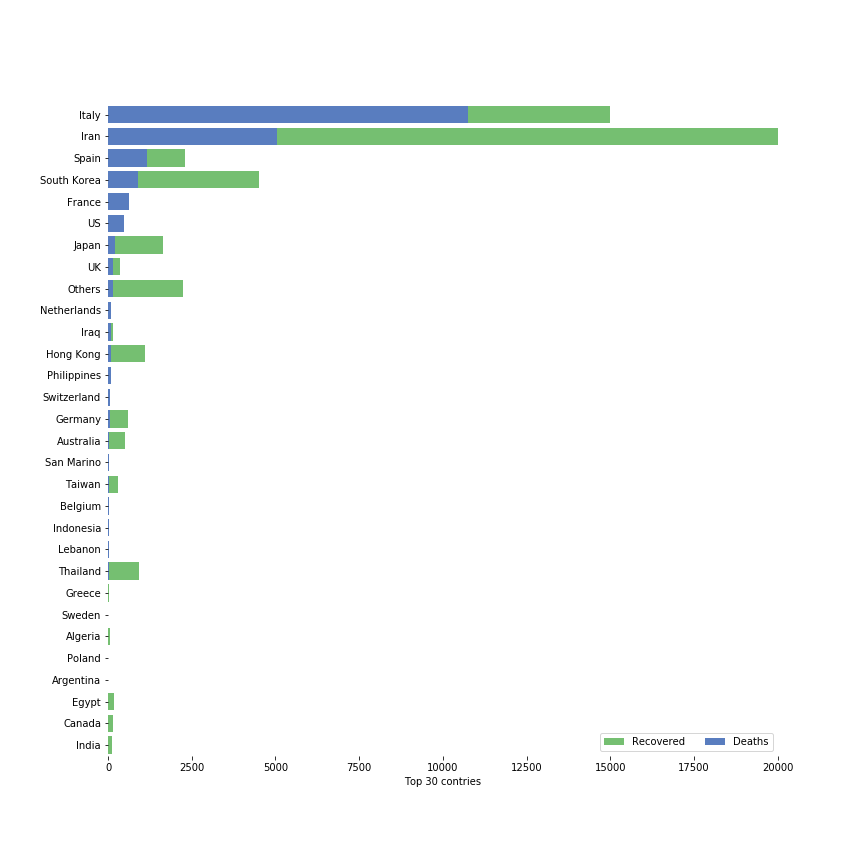 Italy
Iran
Spain
South Korea
France
US
Japan
UK
Others
Netherlands
Iraq
Hong Kong
Philippines
Switzerland
Germany
Australia
San Marino
Taiwan
Belgium
Indonesia
Lebanon
Thailand
Greece
Sweden
Algeria
Poland
Argentina
Egypt
Canada
India
Recovered Deaths
0 2500 5000 7500 10000 12500 15000 17500 20000
Top 30 contries